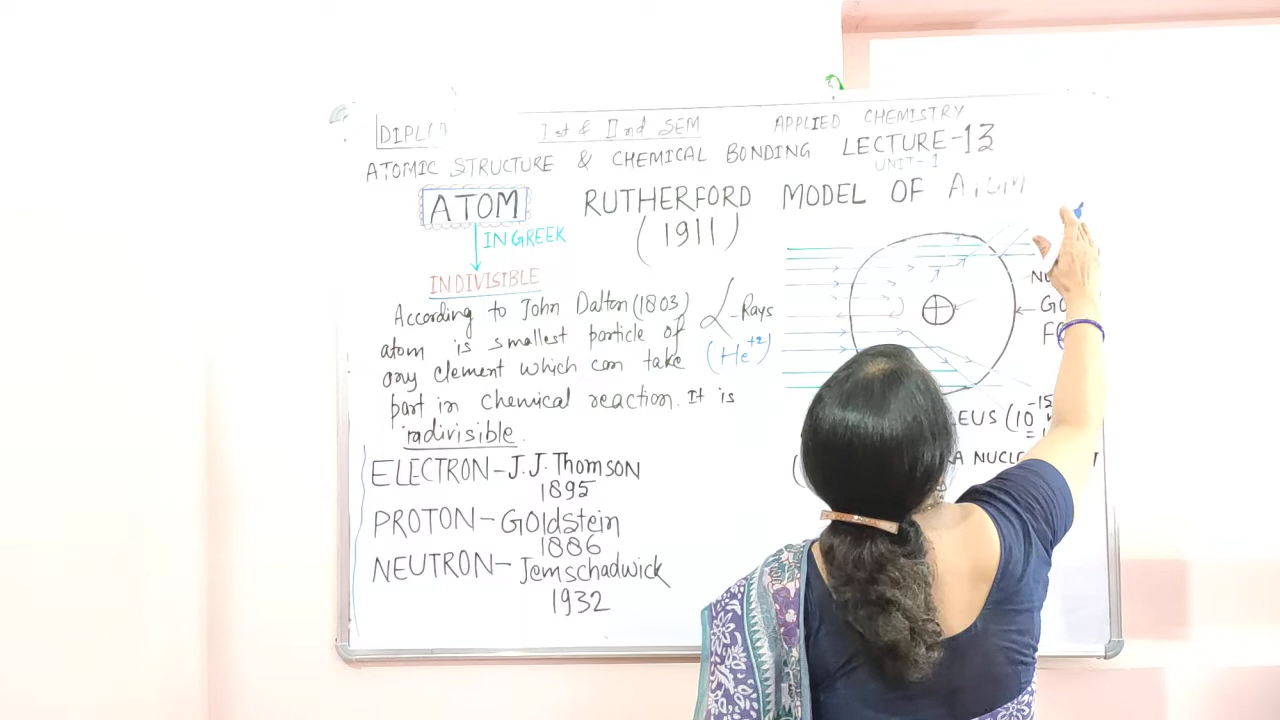 Ist & IInd SEM
APPLIED CHEMISTRY
ATOMIC STRUCTURE & CHEMICAL BONDING LECTURE-13
UNIT-1
ATOM
RUTHERFORD MODEL OF
(1911)
IN GREEK
INDIVISIBLE
According to John Dalton (1803)
atom is smallest particle of
any element which can take
part in chemical reaction. It is
indivisible.
α-Rays
(He+2)
ELECTRON-J.J. Thomson
1895
PROTON-Goldstein
1886
NEUTRON-Jemschadwick
1932